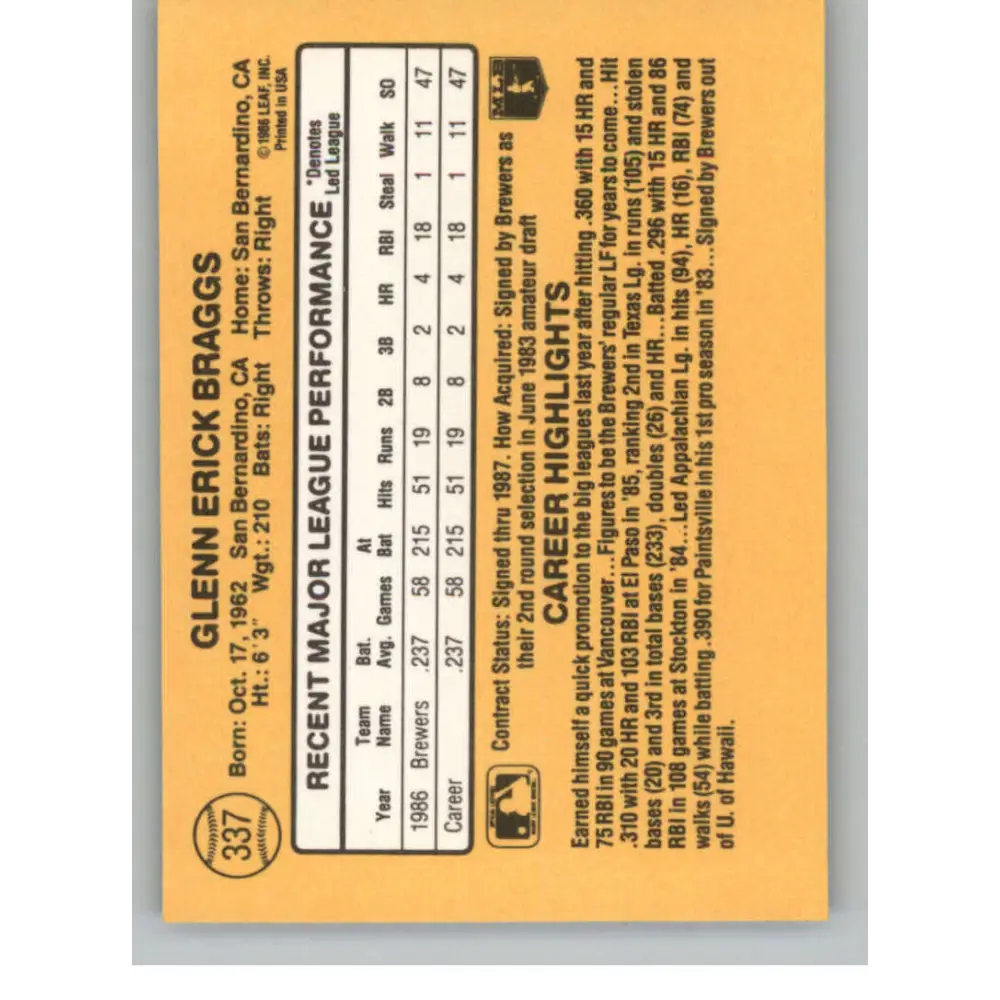 337
GLENN ERICK BRAGGS
Born: Oct. 17, 1962 San Bernardino, CA Home: San Bernardino, CA
Ht.: 6'3" Wgt.: 210 Bats: Right Throws: Right
©1986 LEAF, INC.
Printed in USA
RECENT MAJOR LEAGUE PERFORMANCE *Denotes Led League
Year Team Name Bat. Avg. Games At Bat Hits Runs 2B 3B HR RBI Steal Walk SO
1986 Brewers .237 58 215 51 19 8 2 4 18 1 11 47
Career .237 58 215 51 19 8 2 4 18 1 11 47
Contract Status: Signed thru 1987. How Acquired: Signed by Brewers as
their 2nd round selection in June 1983 amateur draft
MLB
CAREER HIGHLIGHTS
Earned himself a quick promotion to the big leagues last year after hitting .360 with 15 HR and
75 RBI in 90 games at Vancouver...Figures to be the Brewers' regular LF for years to come...Hit
.310 with 20 HR and 103 RBI at El Paso in '85, ranking 2nd in Texas Lg. in runs (105) and stolen
bases (20) and 3rd in total bases (233), doubles (26) and HR...Batted .296 with 15 HR and 86
RBI in 108 games at Stockton in '84...Led Appalachian Lg. in hits (94), HR (16), RBI (74) and
walks (54) while batting .390 for Paintsville in his 1st pro season in '83...Signed by Brewers out
of U. of Hawaii.